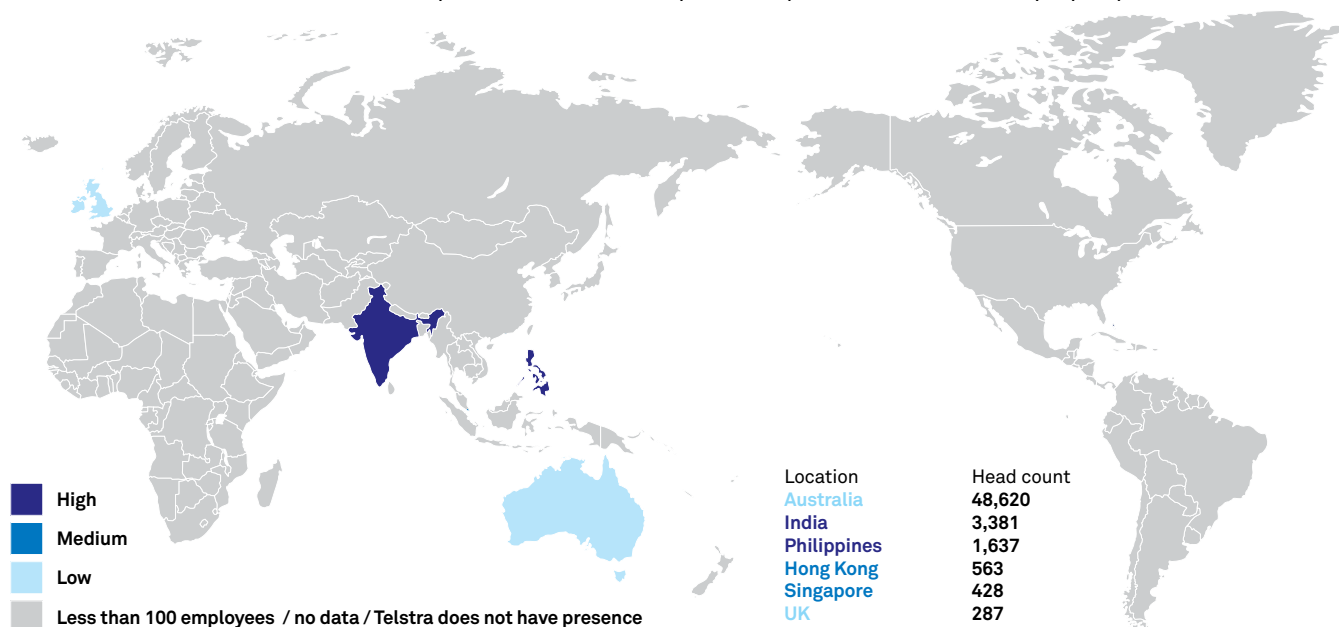 Location Head count
Australia 48,620
India 3,381
Philippines 1,637
Hong Kong 563
Singapore 428
UK 287
High
Medium
Low
Less than 100 employees / no data / Telstra does not have presence